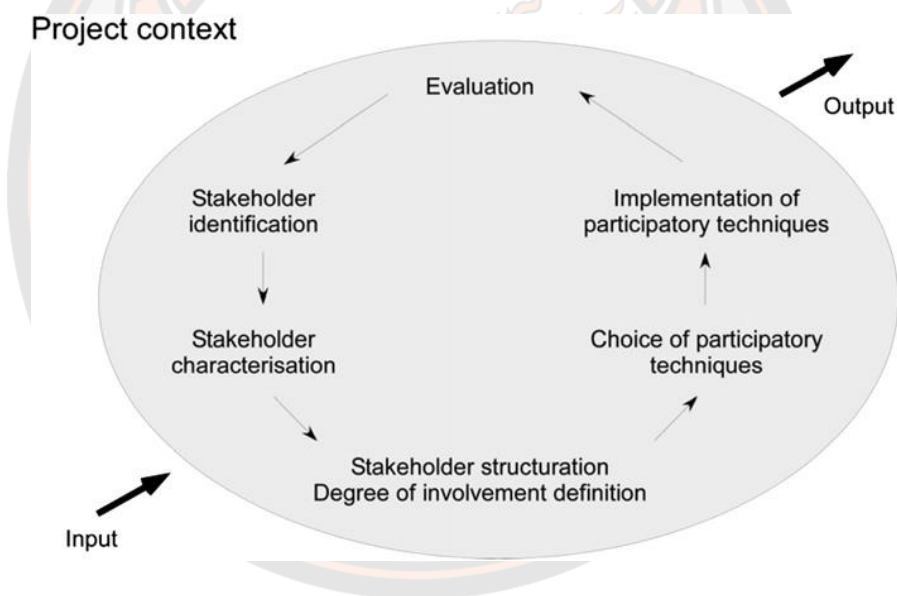 Project context
Evaluation
Output
Stakeholder
identification
Implementation of
participatory techniques
Stakeholder
characterisation
Choice of participatory
techniques
Stakeholder structuration
Degree of involvement definition
Input